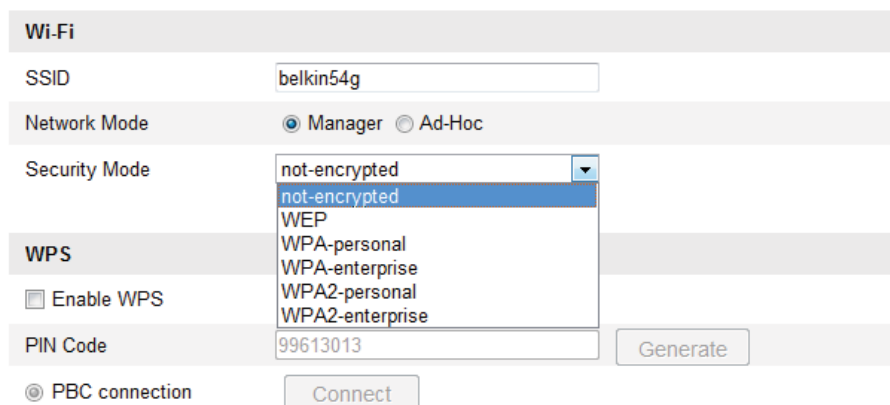 Wi-Fi
SSID belkin54g
Network Mode Manager Ad-Hoc
Security Mode not-encrypted
not-encrypted
WEP
WPA-personal
WPA-enterprise
WPA2-personal
WPA2-enterprise
WPS
Enable WPS
PIN Code 99613013 Generate
PBC connection Connect